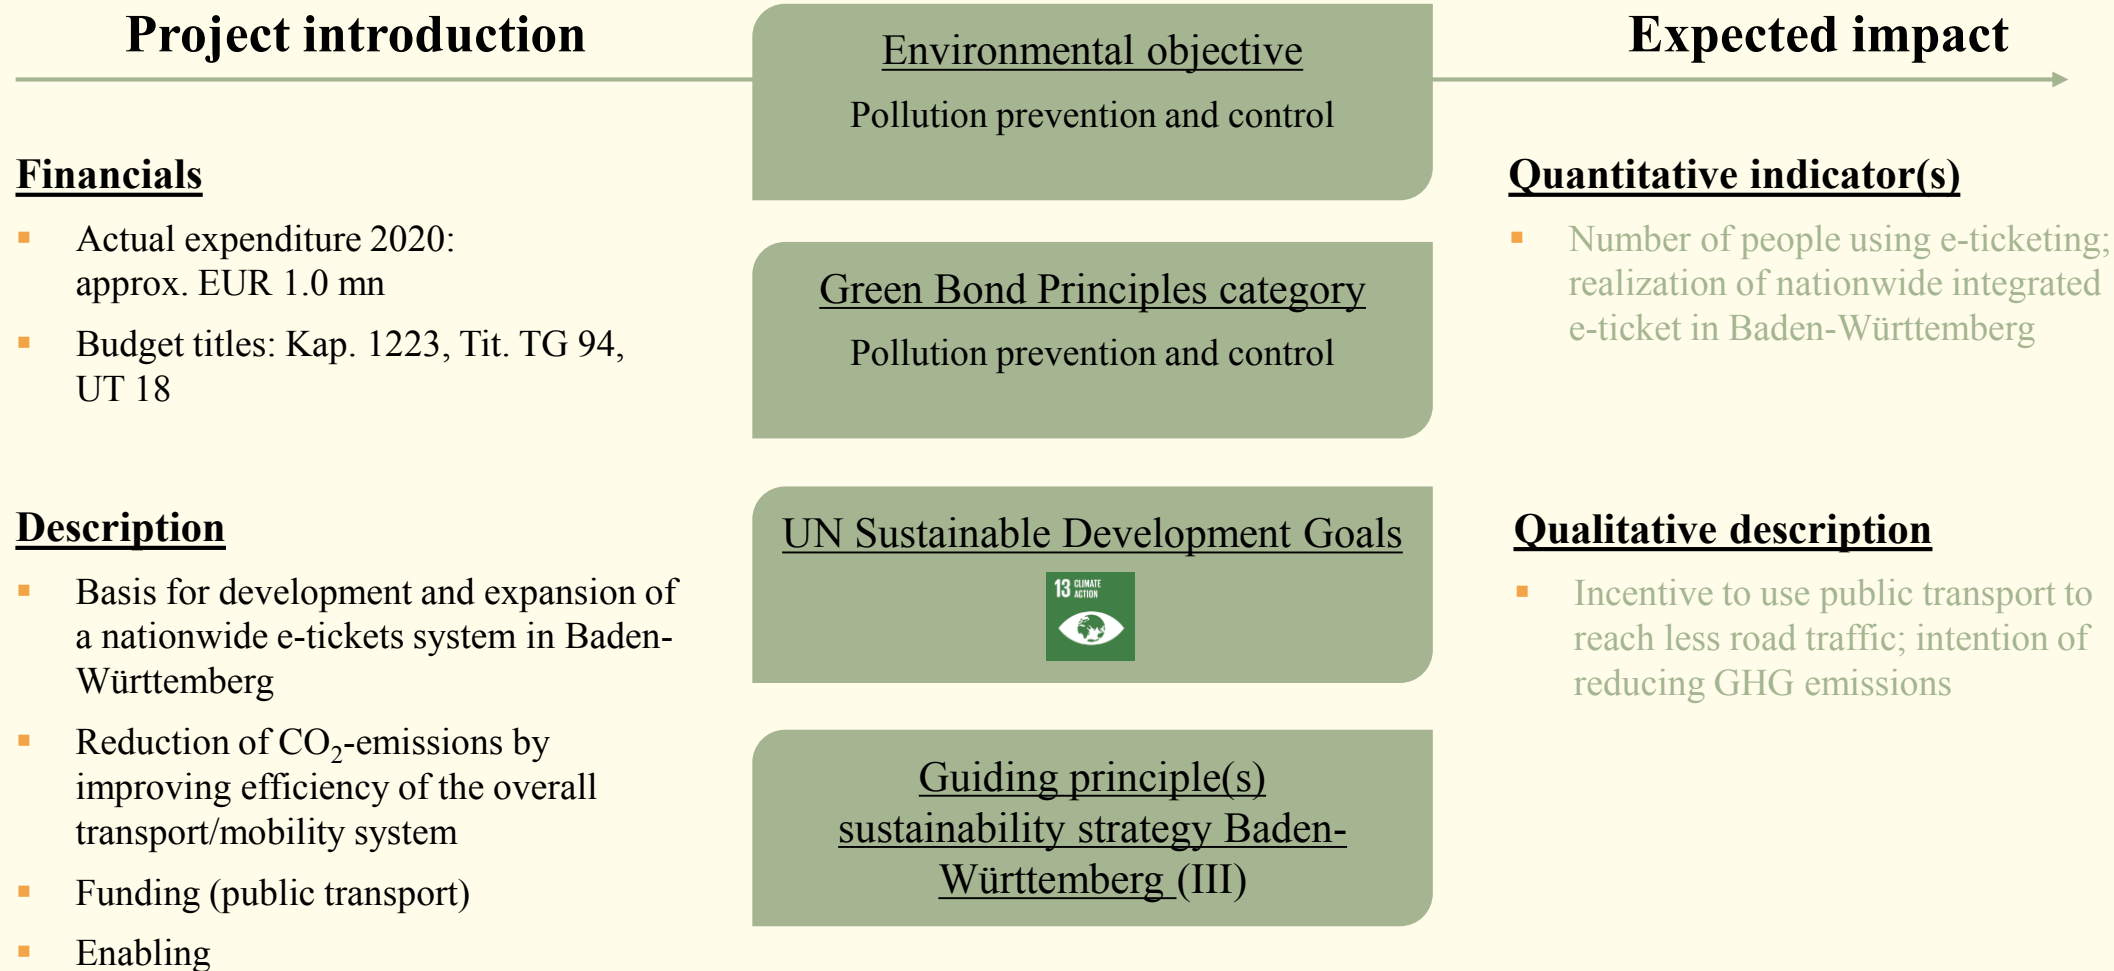 Project introduction
Financials
Actual expenditure 2020:
approx. EUR 1.0 mn
Budget titles: Kap. 1223, Tit. TG 94,
UT 18
Description
Basis for development and expansion of
a nationwide e-tickets system in Baden-
Württemberg
Reduction of CO₂-emissions by
improving efficiency of the overall
transport/mobility system
Funding (public transport)
Enabling
Environmental objective
Pollution prevention and control
Green Bond Principles category
Pollution prevention and control
UN Sustainable Development Goals
13 CLIMATE
ACTION
Guiding principle(s)
sustainability strategy Baden-
Württemberg (III)
Expected impact
Quantitative indicator(s)
Number of people using e-ticketing;
realization of nationwide integrated
e-ticket in Baden-Württemberg
Qualitative description
Incentive to use public transport to
reach less road traffic; intention of
reducing GHG emissions